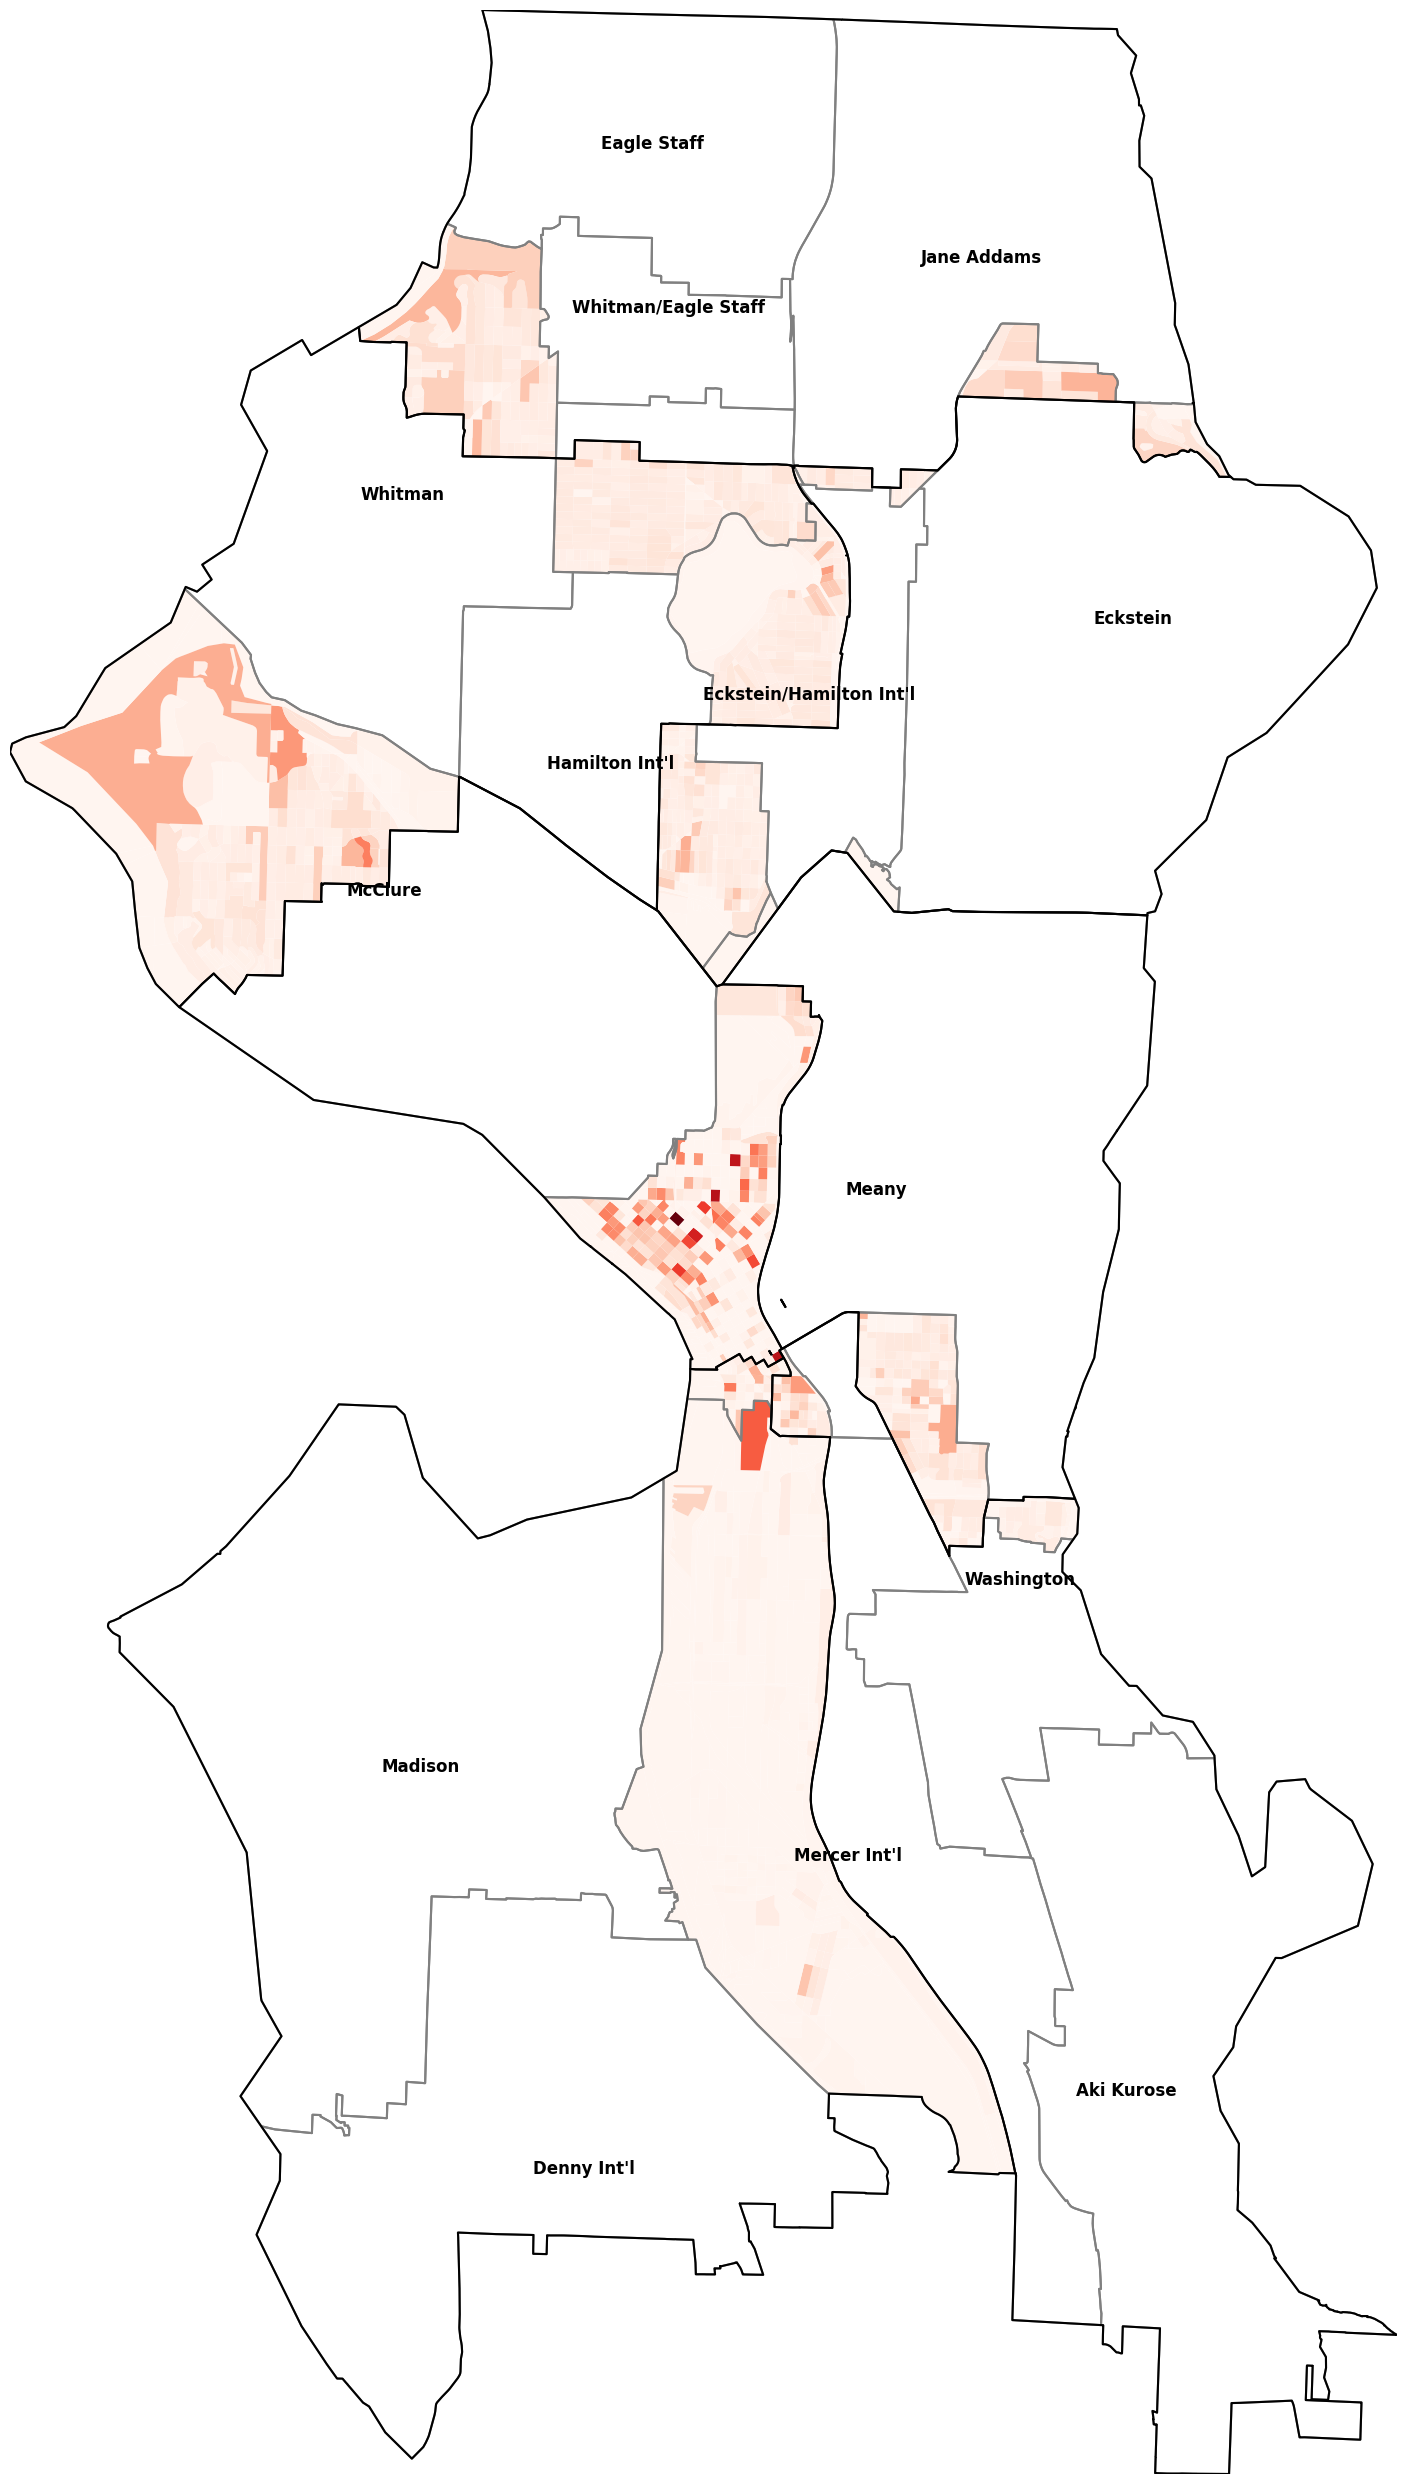 Eagle Staff
Jane Addams
Whitman/Eagle Staff
Whitman
Eckstein
Eckstein/Hamilton Int'l
Hamilton Int'l
McClure
Meany
Washington
Madison
Mercer Int'l
Aki Kurose
Denny Int'l